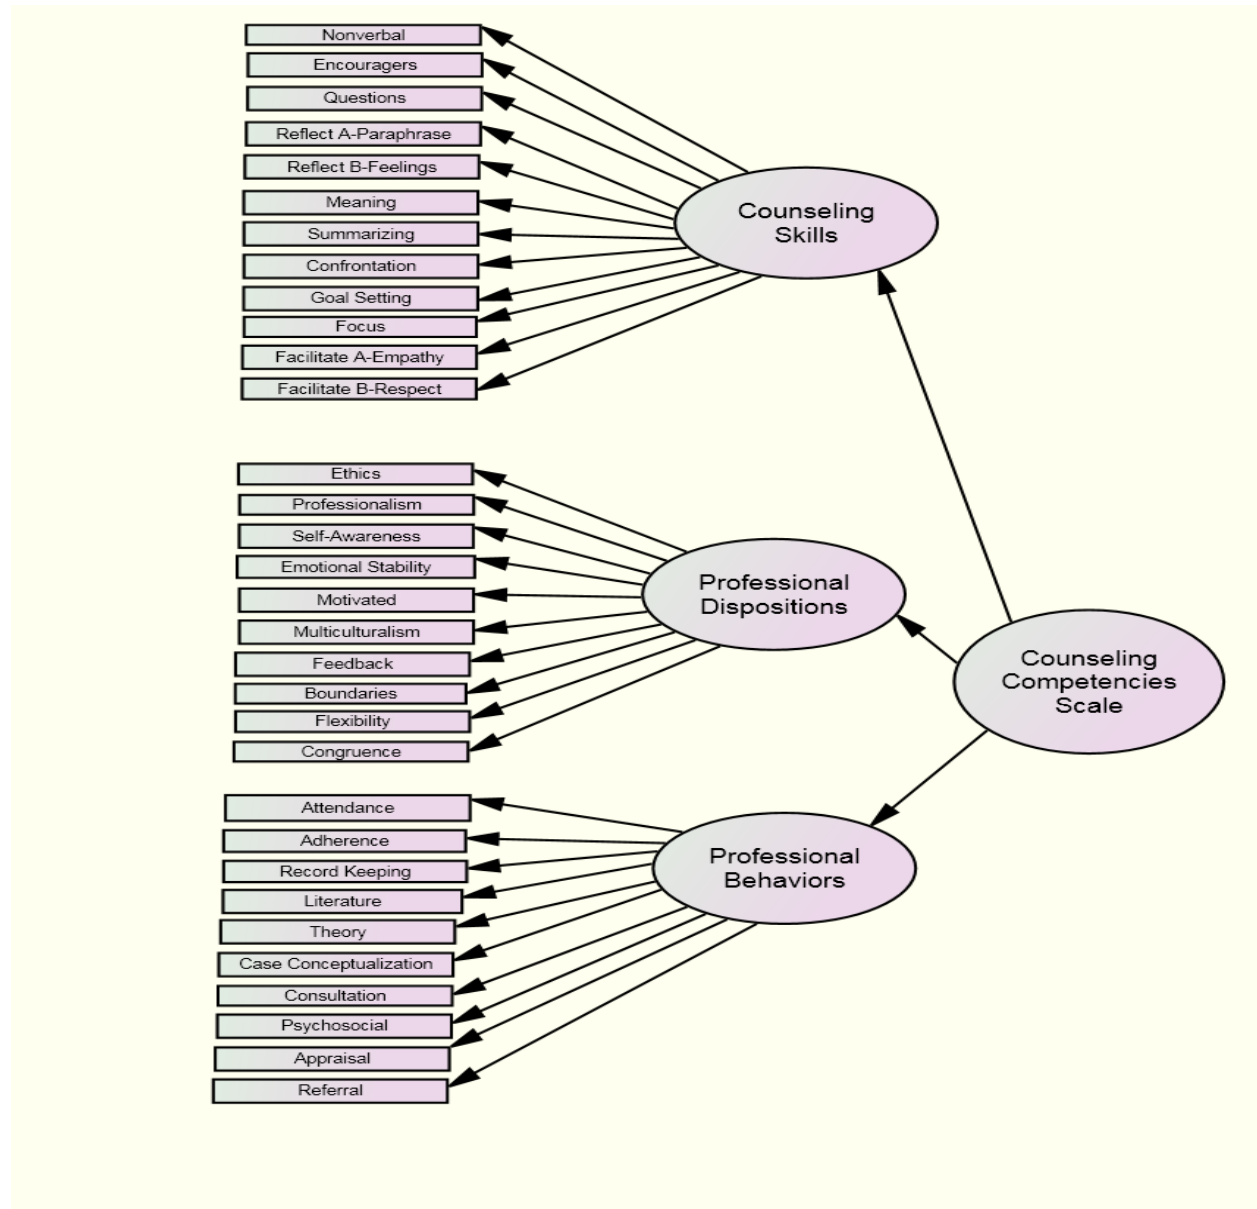 Nonverbal
Encouragers
Questions
Reflect A-Paraphrase
Reflect B-Feelings
Meaning
Summarizing
Confrontation
Goal Setting
Focus
Facilitate A-Empathy
Facilitate B-Respect
Counseling
Skills
Ethics
Professionalism
Self-Awareness
Emotional Stability
Motivated
Multiculturalism
Feedback
Boundaries
Flexibility
Congruence
Professional
Dispositions
Counseling
Competencies
Scale
Attendance
Adherence
Record Keeping
Literature
Theory
Case Conceptualization
Consultation
Psychosocial
Appraisal
Referral
Professional
Behaviors